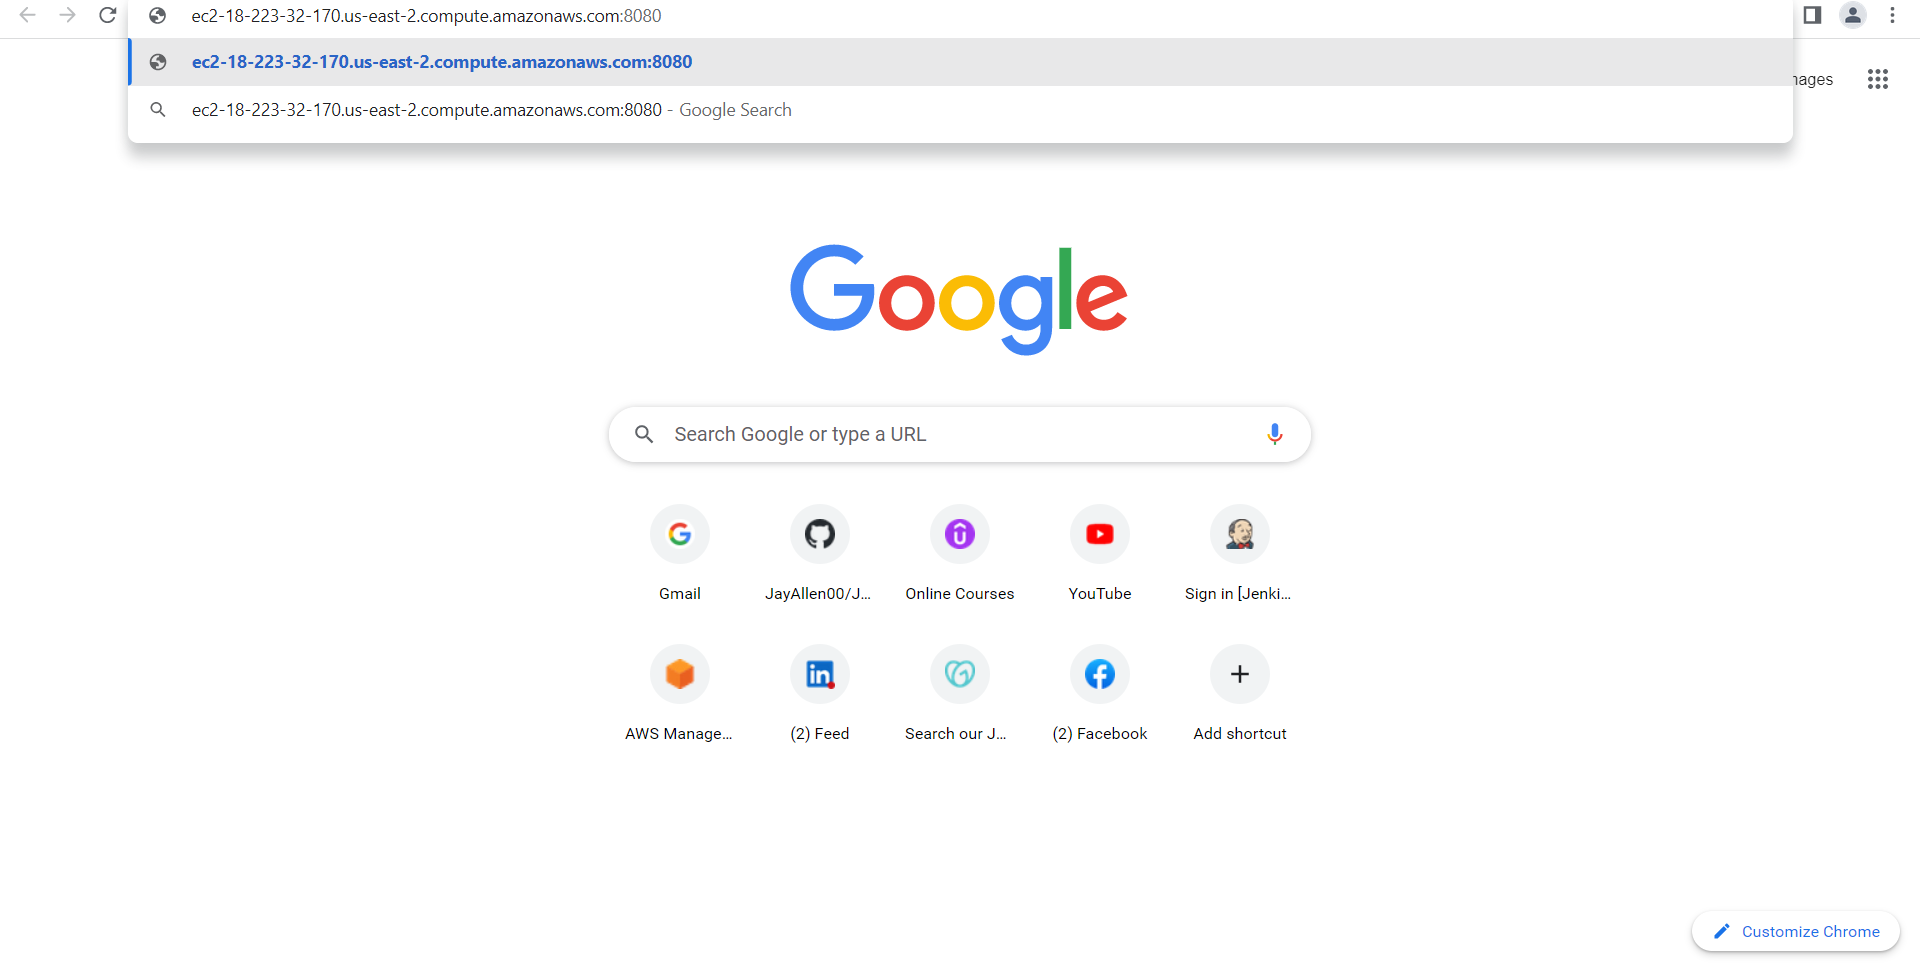 ec2-18-223-32-170.us-east-2.compute.amazonaws.com:8080
ec2-18-223-32-170.us-east-2.compute.amazonaws.com:8080
ec2-18-223-32-170.us-east-2.compute.amazonaws.com:8080 - Google Search
Google
Search Google or type a URL
Gmail JayAllen00/J... Online Courses YouTube Sign in [Jenki...
AWS Manage... (2) Feed Search our J... (2) Facebook Add shortcut
Customize Chrome